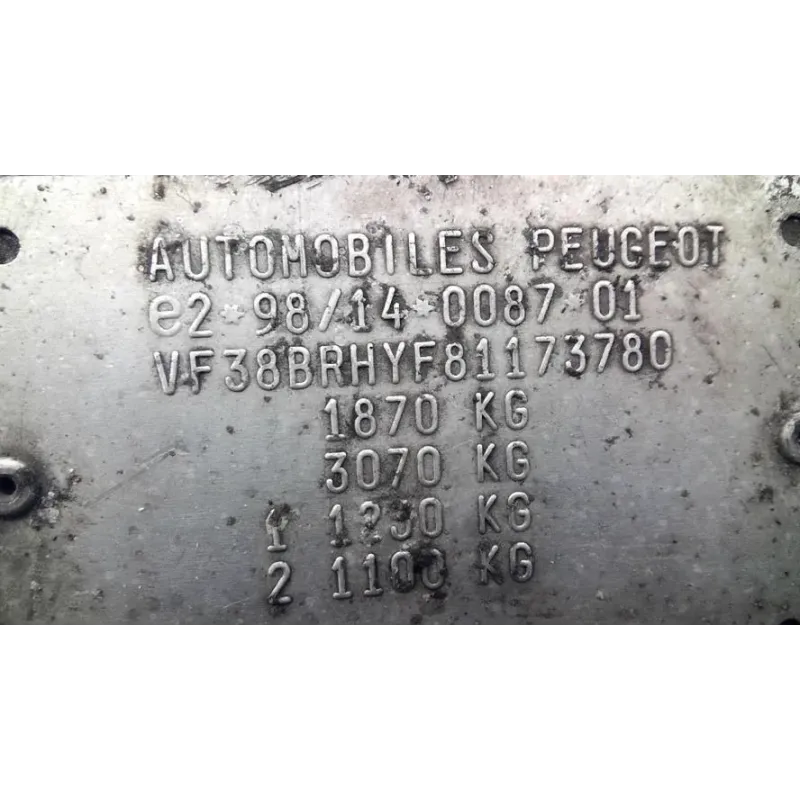 AUTOMOBILES PEUGEOT
e2*98/14*0087*01
VF38BRHYF81173780
1870 KG
3070 KG
1 1230 KG
2 1100 KG